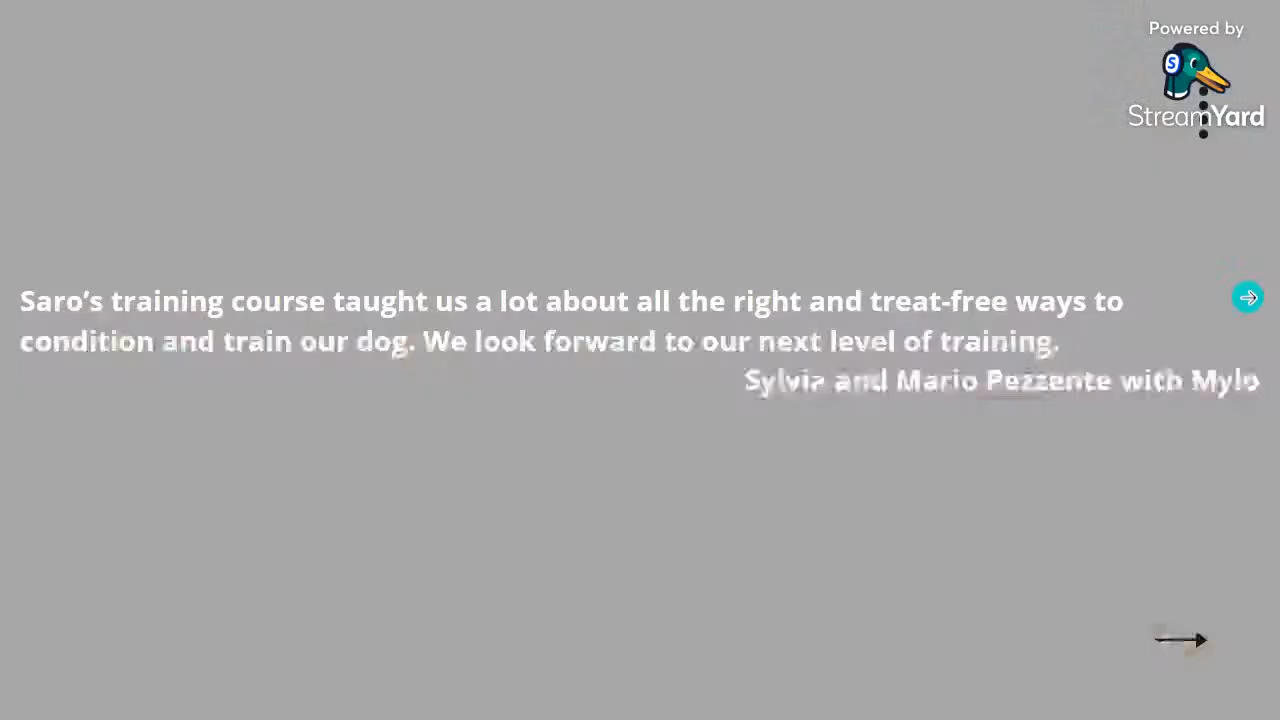 Powered by
S
StreamYard
Saro’s training course taught us a lot about all the right and treat-free ways to
condition and train our dog. We look forward to our next level of training.
Sylvia and Mario Pezzente with Mylo